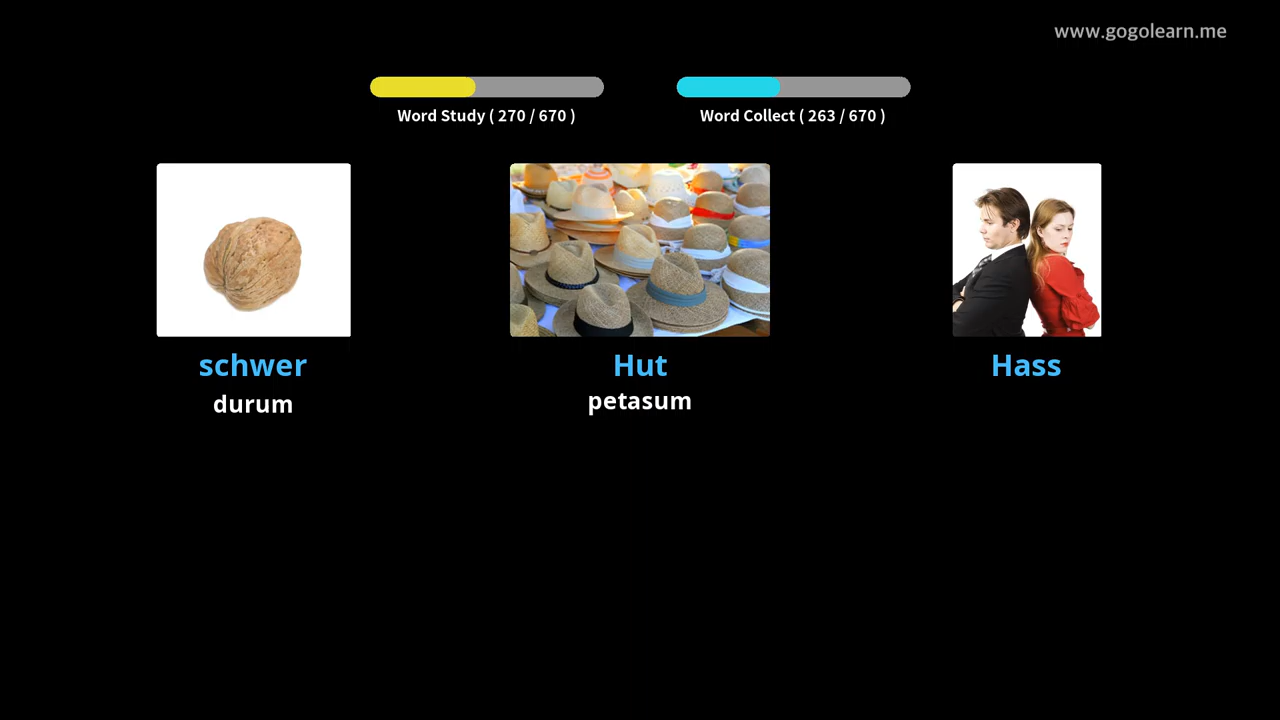 www.gogolearn.me
Word Study ( 270 / 670 )
Word Collect ( 263 / 670 )
schwer
durum
Hut
petasum
Hass